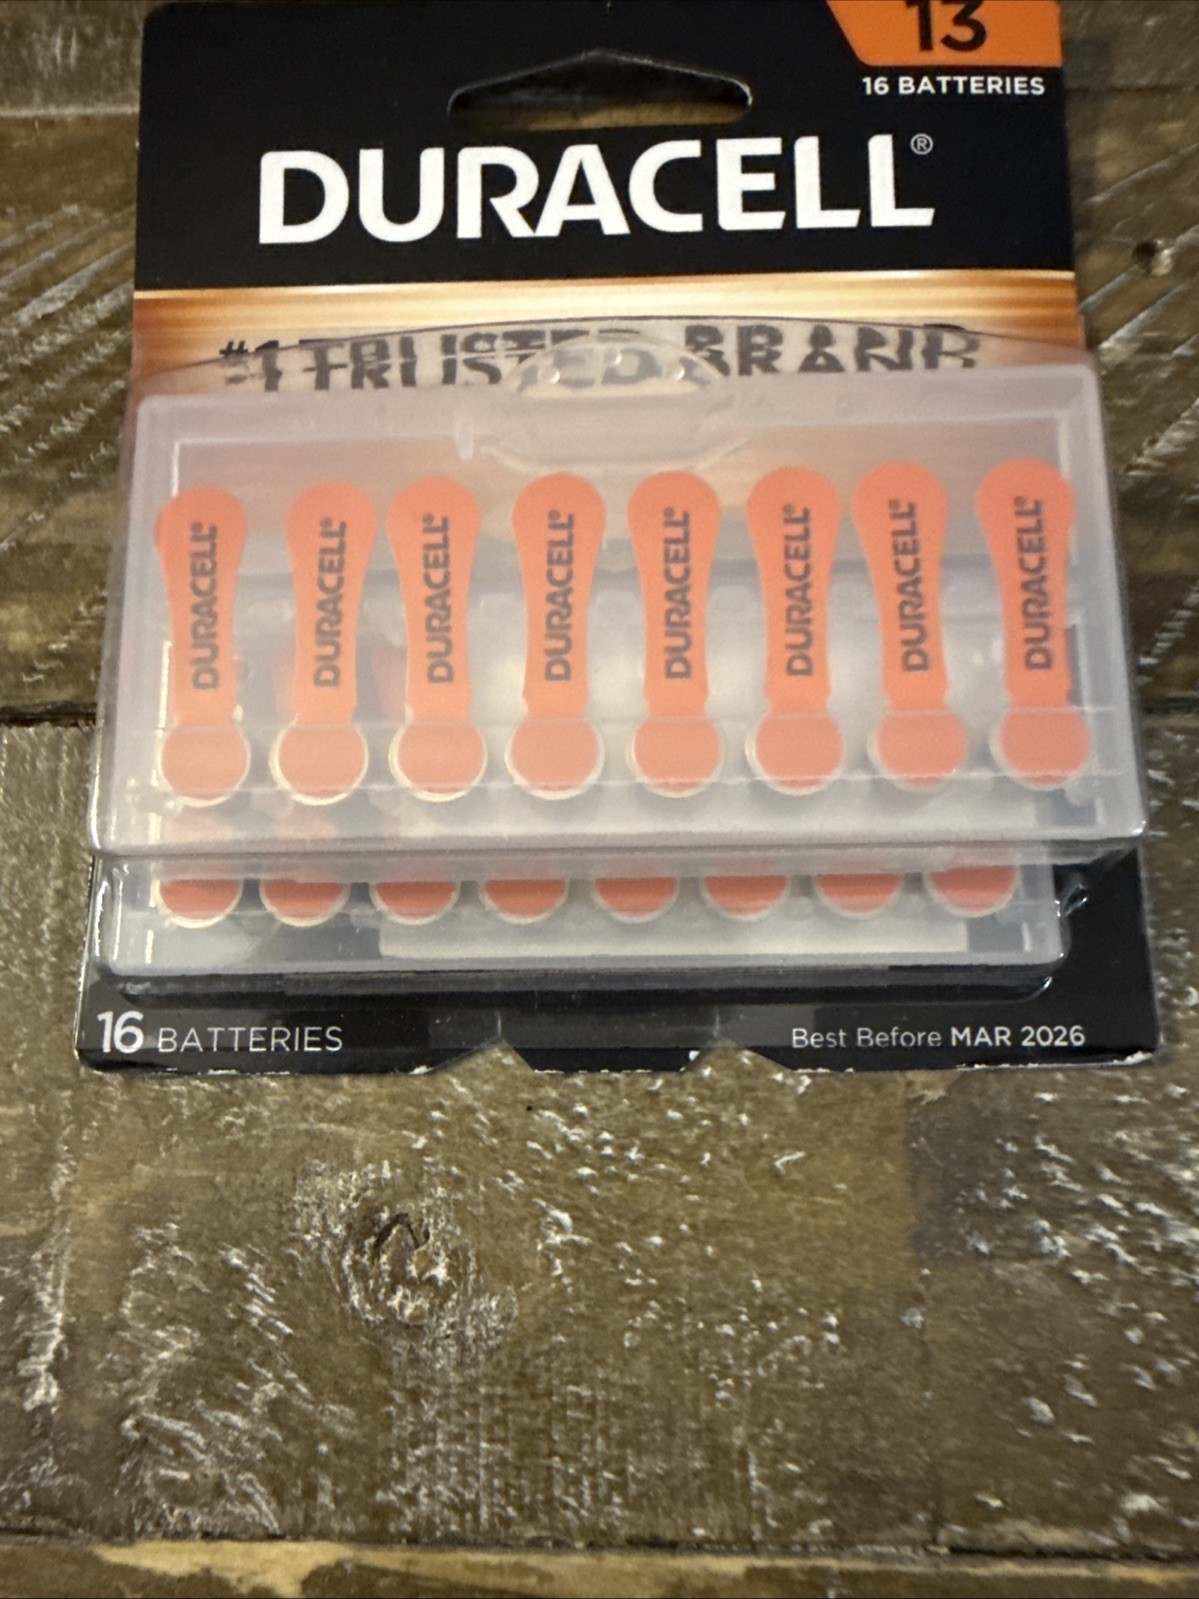 13
16 BATTERIES
DURACELL®
#1 TRUSTED BRAND
DURACELL® DURACELL® DURACELL® DURACELL® DURACELL® DURACELL® DURACELL® DURACELL®
16 BATTERIES
Best Before MAR 2026